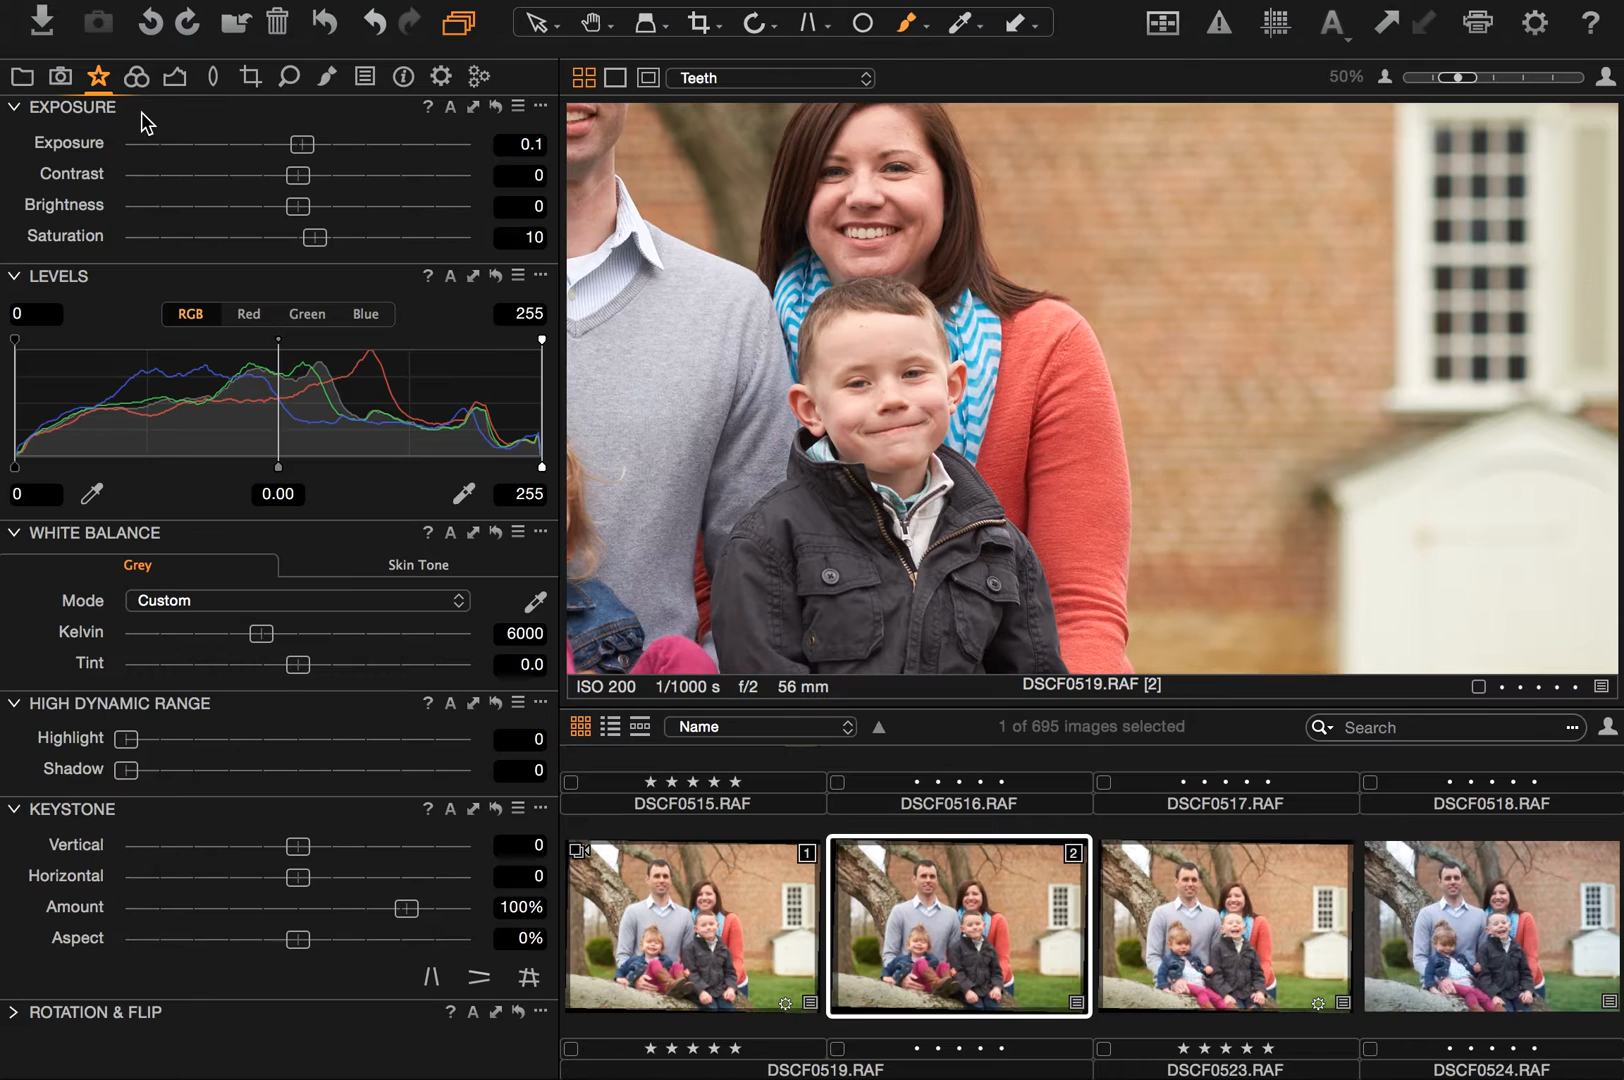 Teeth
50%
EXPOSURE
Exposure 0.1
Contrast 0
Brightness 0
Saturation 10
LEVELS
0 RGB Red Green Blue 255
0 0.00 255
WHITE BALANCE
Grey Skin Tone
Mode Custom
Kelvin 6000
Tint 0.0
HIGH DYNAMIC RANGE
Highlight 0
Shadow 0
KEYSTONE
Vertical 0
Horizontal 0
Amount 100%
Aspect 0%
ROTATION & FLIP
ISO 200 1/1000 s f/2 56 mm DSCF0519.RAF [2]
Name 1 of 695 images selected Search
DSCF0515.RAF DSCF0516.RAF DSCF0517.RAF DSCF0518.RAF
1 2
DSCF0519.RAF DSCF0523.RAF DSCF0524.RAF